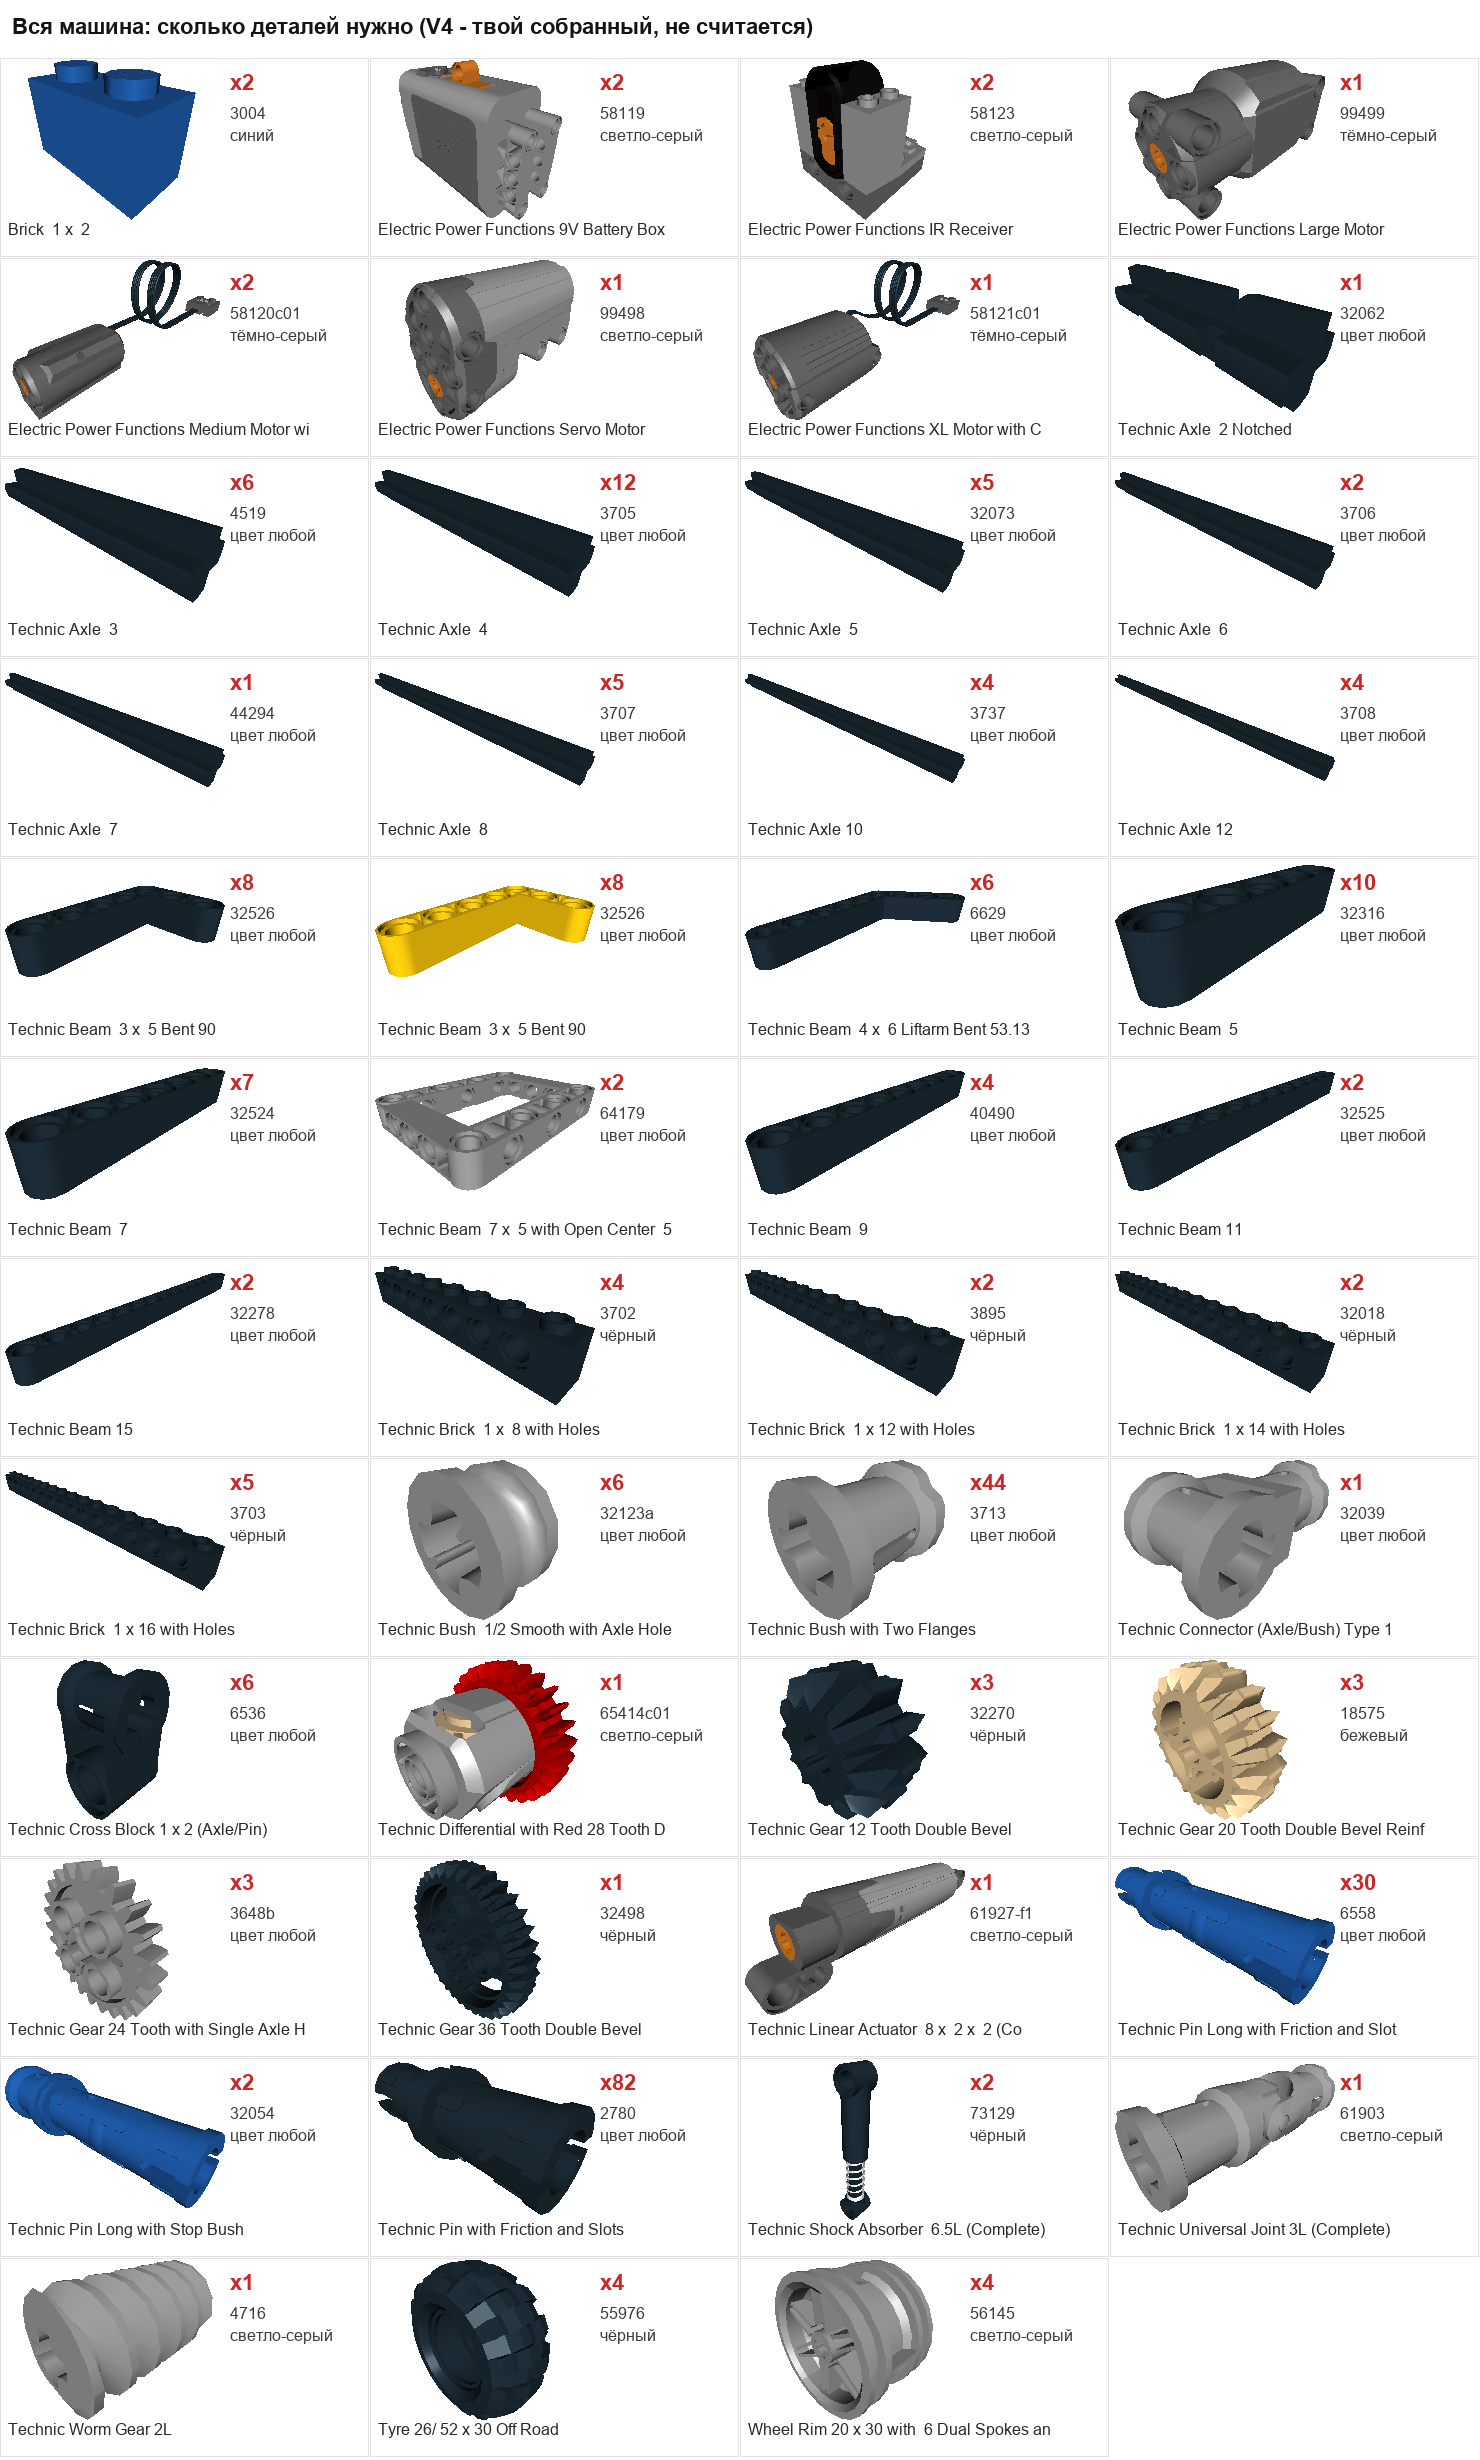 Вся машина: сколько деталей нужно (V4 - твой собранный, не считается)
x2
3004
синий
Brick  1 x  2
x2
58119
светло-серый
Electric Power Functions 9V Battery Box
x2
58123
светло-серый
Electric Power Functions IR Receiver
x1
99499
тёмно-серый
Electric Power Functions Large Motor
x2
58120c01
тёмно-серый
Electric Power Functions Medium Motor wi
x1
99498
светло-серый
Electric Power Functions Servo Motor
x1
58121c01
тёмно-серый
Electric Power Functions XL Motor with C
x1
32062
цвет любой
Technic Axle  2 Notched
x6
4519
цвет любой
Technic Axle  3
x12
3705
цвет любой
Technic Axle  4
x5
32073
цвет любой
Technic Axle  5
x2
3706
цвет любой
Technic Axle  6
x1
44294
цвет любой
Technic Axle  7
x5
3707
цвет любой
Technic Axle  8
x4
3737
цвет любой
Technic Axle 10
x4
3708
цвет любой
Technic Axle 12
x8
32526
цвет любой
Technic Beam  3 x  5 Bent 90
x8
32526
цвет любой
Technic Beam  3 x  5 Bent 90
x6
6629
цвет любой
Technic Beam  4 x  6 Liftarm Bent 53.13
x10
32316
цвет любой
Technic Beam  5
x7
32524
цвет любой
Technic Beam  7
x2
64179
цвет любой
Technic Beam  7 x  5 with Open Center  5
x4
40490
цвет любой
Technic Beam  9
x2
32525
цвет любой
Technic Beam 11
x2
32278
цвет любой
Technic Beam 15
x4
3702
чёрный
Technic Brick  1 x  8 with Holes
x2
3895
чёрный
Technic Brick  1 x 12 with Holes
x2
32018
чёрный
Technic Brick  1 x 14 with Holes
x5
3703
чёрный
Technic Brick  1 x 16 with Holes
x6
32123a
цвет любой
Technic Bush  1/2 Smooth with Axle Hole
x44
3713
цвет любой
Technic Bush with Two Flanges
x1
32039
цвет любой
Technic Connector (Axle/Bush) Type 1
x6
6536
цвет любой
Technic Cross Block 1 x 2 (Axle/Pin)
x1
65414c01
светло-серый
Technic Differential with Red 28 Tooth D
x3
32270
чёрный
Technic Gear 12 Tooth Double Bevel
x3
18575
бежевый
Technic Gear 20 Tooth Double Bevel Reinf
x3
3648b
цвет любой
Technic Gear 24 Tooth with Single Axle H
x1
32498
чёрный
Technic Gear 36 Tooth Double Bevel
x1
61927-f1
светло-серый
Technic Linear Actuator  8 x  2 x  2 (Co
x30
6558
цвет любой
Technic Pin Long with Friction and Slot
x2
32054
цвет любой
Technic Pin Long with Stop Bush
x82
2780
цвет любой
Technic Pin with Friction and Slots
x2
73129
чёрный
Technic Shock Absorber  6.5L (Complete)
x1
61903
светло-серый
Technic Universal Joint 3L (Complete)
x1
4716
светло-серый
Technic Worm Gear 2L
x4
55976
чёрный
Tyre 26/ 52 x 30 Off Road
x4
56145
светло-серый
Wheel Rim 20 x 30 with  6 Dual Spokes an